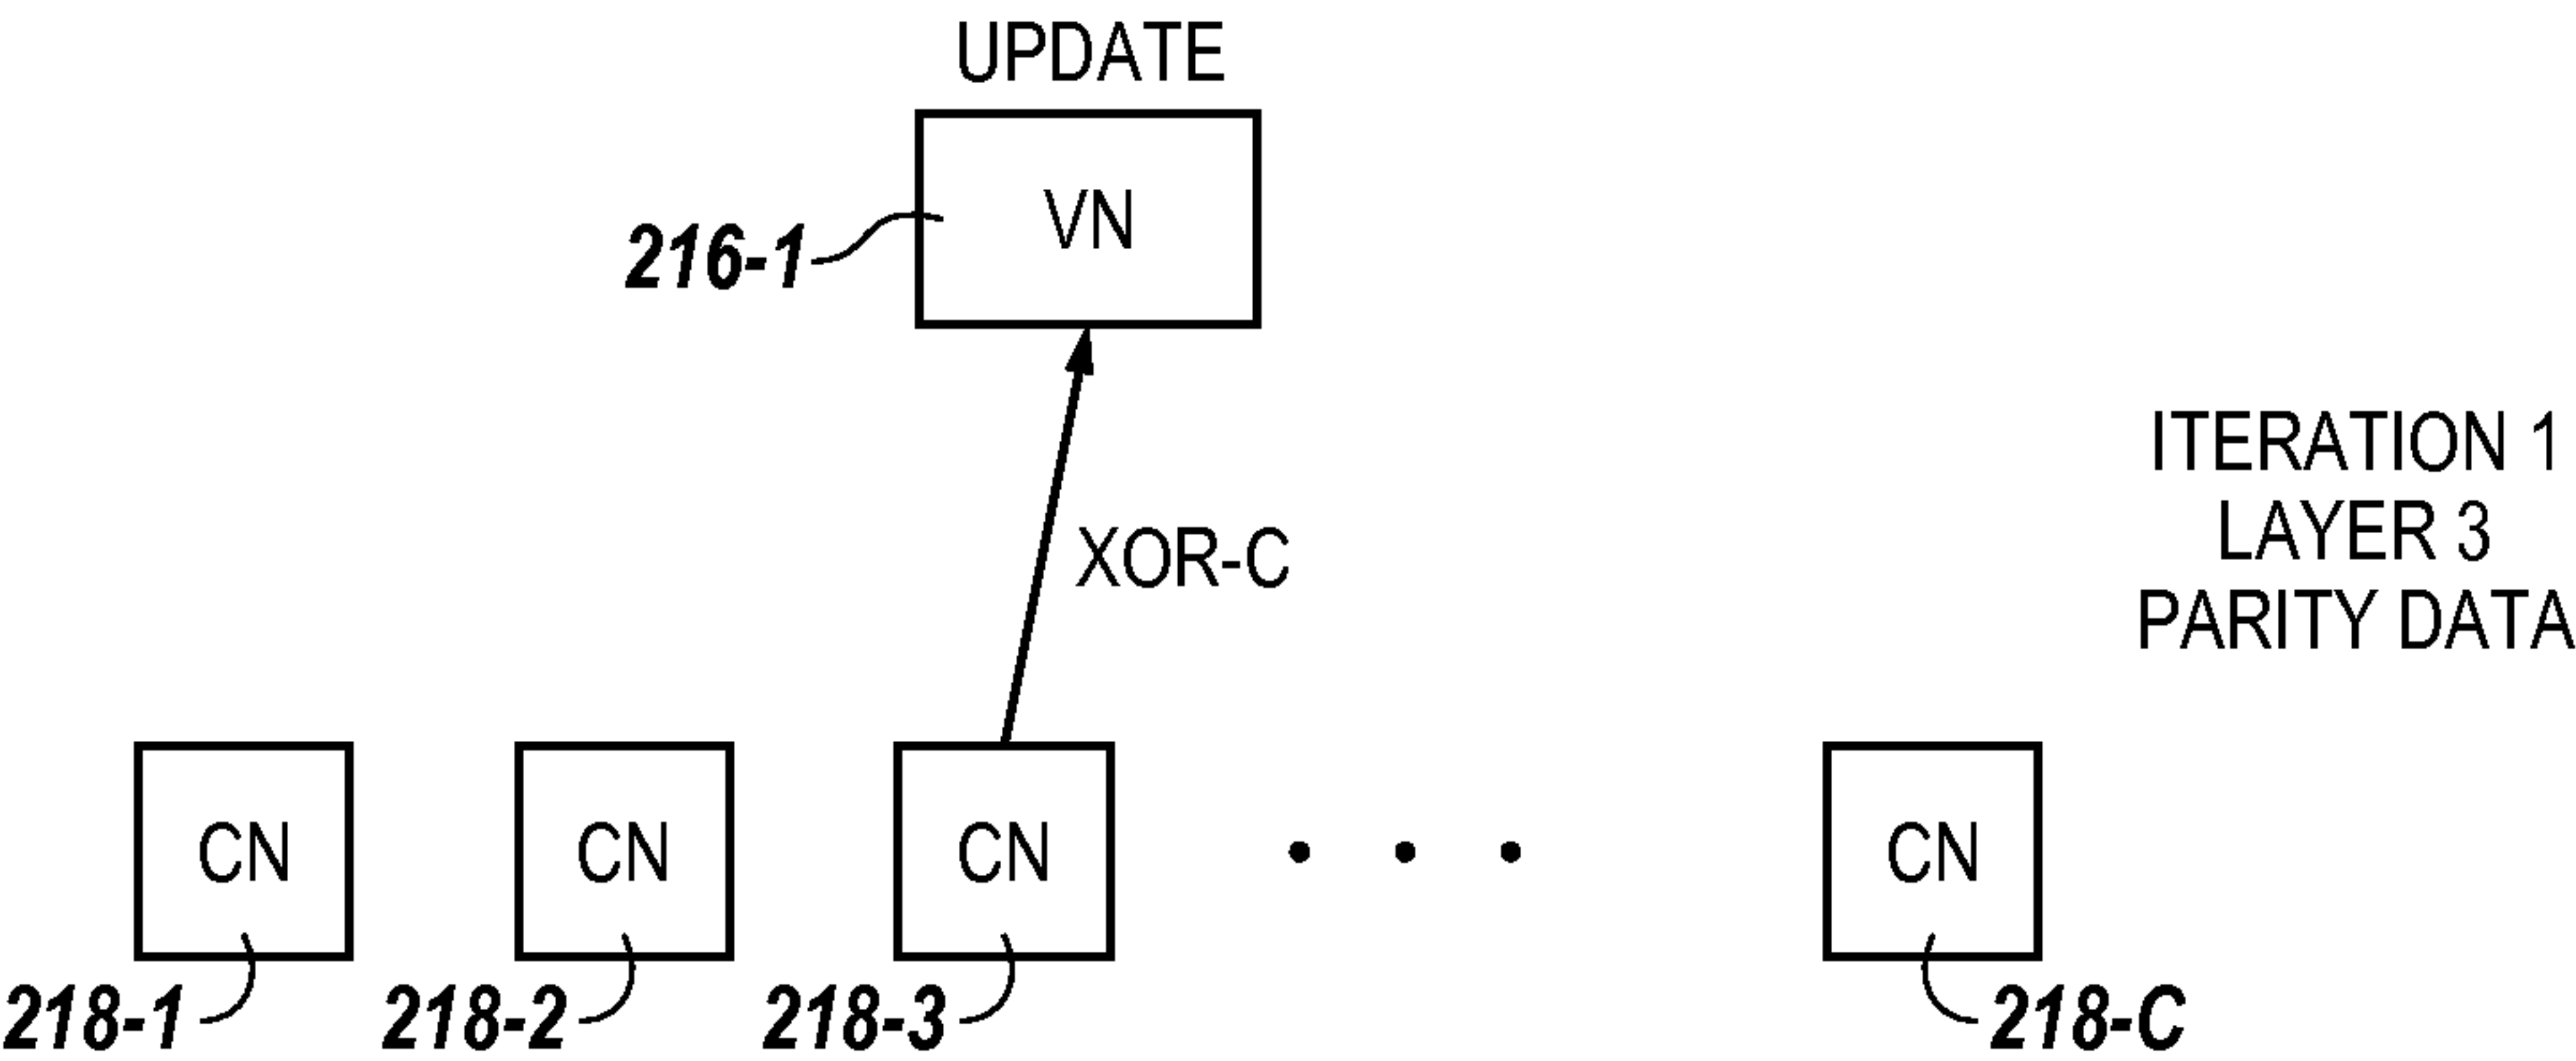 UPDATE
VN
216-1
XOR-C
ITERATION 1
LAYER 3
PARITY DATA
CN
CN
CN
CN
218-1
218-2
218-3
218-C